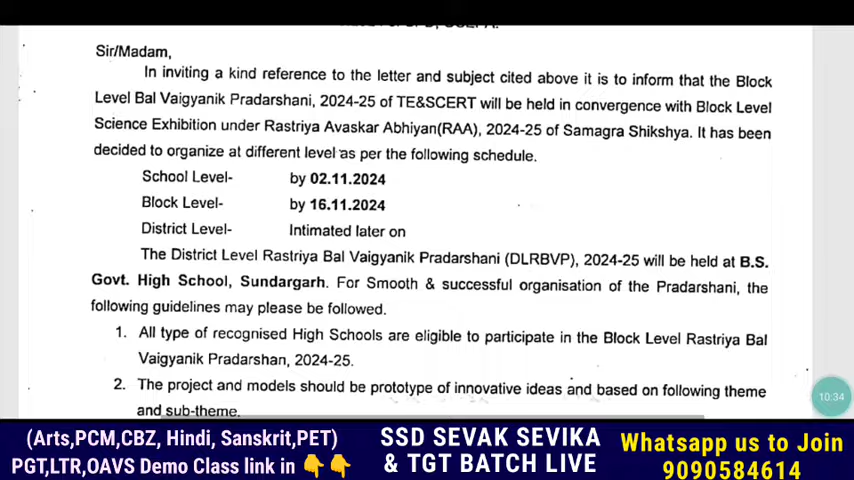 Sir/Madam,
In inviting a kind reference to the letter and subject cited above it is to inform that the Block
Level Bal Vaigyanik Pradarshani, 2024-25 of TE&SCERT will be held in convergence with Block Level
Science Exhibition under Rastriya Avaskar Abhiyan(RAA), 2024-25 of Samagra Shikshya. It has been
decided to organize at different level as per the following schedule.
School Level- by 02.11.2024
Block Level- by 16.11.2024
District Level- Intimated later on
The District Level Rastriya Bal Vaigyanik Pradarshani (DLRBVP), 2024-25 will be held at B.S.
Govt. High School, Sundargarh. For Smooth & successful organisation of the Pradarshani, the
following guidelines may please be followed.
1. All type of recognised High Schools are eligible to participate in the Block Level Rastriya Bal
Vaigyanik Pradarshan, 2024-25.
2. The project and models should be prototype of innovative ideas and based on following theme
and sub-theme.
10:34
(Arts,PCM,CBZ, Hindi, Sanskrit,PET)
PGT,LTR,OAVS Demo Class link in 👇👇
SSD SEVAK SEVIKA
& TGT BATCH LIVE
Whatsapp us to Join
9090584614